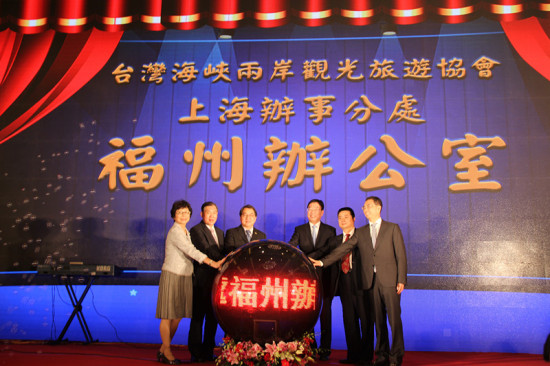 台灣海峽兩岸觀光旅遊協會
上海辦事分處
福州辦公室
福州辦